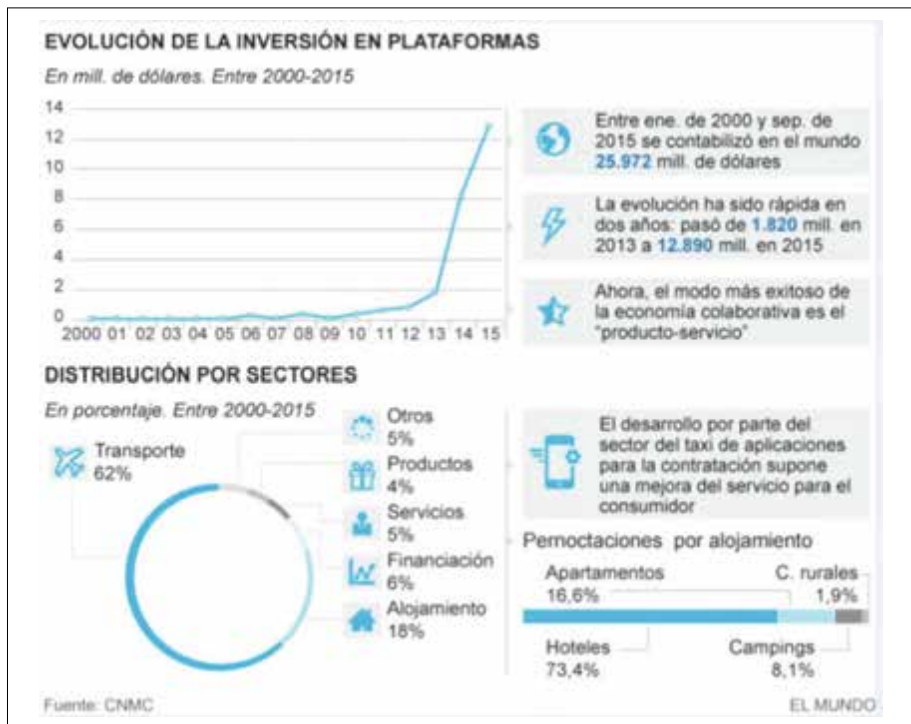 EVOLUCIÓN DE LA INVERSIÓN EN PLATAFORMAS
En mill. de dólares. Entre 2000-2015
14
12
10
8
6
4
2
0
2000 01 02 03 04 05 06 07 08 09 10 11 12 13 14 15
Entre ene. de 2000 y sep. de
2015 se contabilizó en el mundo
25.972 mill. de dólares
La evolución ha sido rápida en
dos años: pasó de 1.820 mill. en
2013 a 12.890 mill. en 2015
Ahora, el modo más exitoso de
la economía colaborativa es el
"producto-servicio"
DISTRIBUCIÓN POR SECTORES
En porcentaje. Entre 2000-2015
Transporte
62%
Otros
5%
Productos
4%
Servicios
5%
Financiación
6%
Alojamiento
18%
El desarrollo por parte del
sector del taxi de aplicaciones
para la contratación supone
una mejora del servicio para el
consumidor
Pernoctaciones por alojamiento
Apartamentos
16,6%
C. rurales
1,9%
Hoteles
73,4%
Campings
8,1%
Fuente: CNMC
EL MUNDO